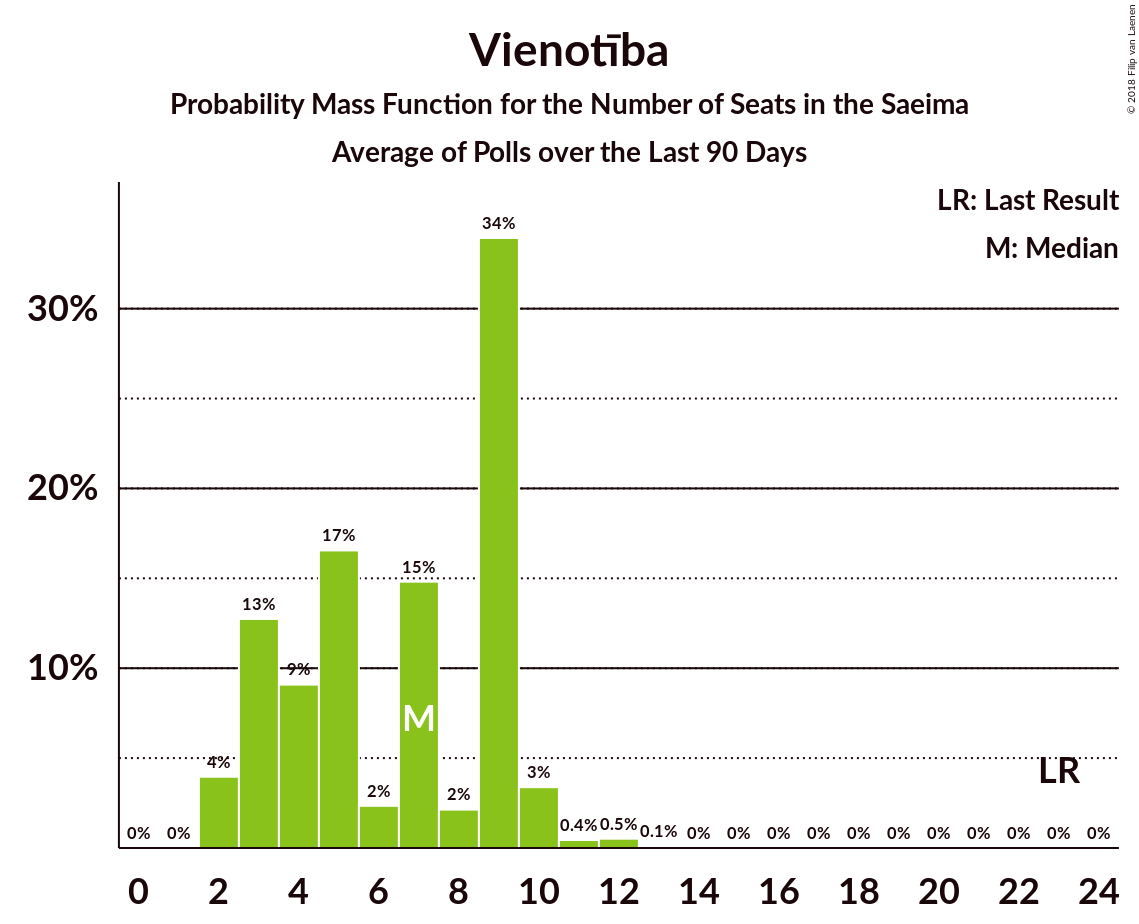 Vienotība
Probability Mass Function for the Number of Seats in the Saeima
Average of Polls over the Last 90 Days
© 2018 Filip van Laenen
LR: Last Result
M: Median
34%
30%
20%
17%
15%
13%
10%
9%
M
4%
LR
3%
2%
2%
0% 0% 0.4% 0.5% 0.1% 0% 0% 0% 0% 0% 0% 0% 0% 0% 0% 0%
0 2 4 6 8 10 12 14 16 18 20 22 24